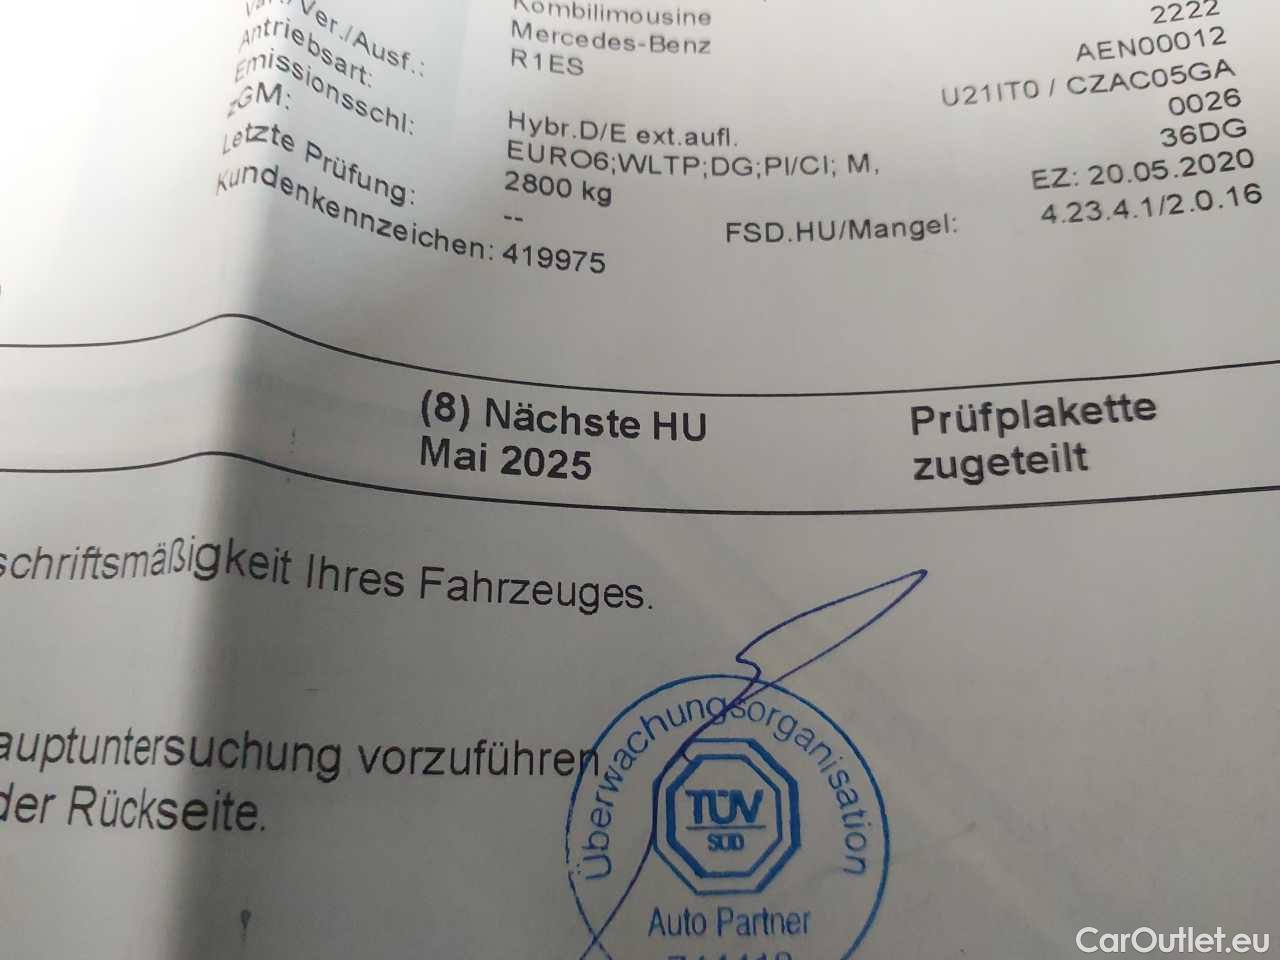 Kombilimousine 2222
Var./Ver./Ausf.: Mercedes-Benz AEN00012
R1ES U21IT0 / CZAC05GA
Antriebsart: 0026
Emissionsschl: Hybr.D/E ext.aufl. 36DG
zGM: EURO6;WLTP;DG;PI/CI; M,
Letzte Prüfung: 2800 kg EZ: 20.05.2020
-- FSD.HU/Mangel: 4.23.4.1/2.0.16
Kundenkennzeichen: 419975
(8) Nächste HU Prüfplakette
Mai 2025 zugeteilt
schriftsmäßigkeit Ihres Fahrzeuges.
auptuntersuchung vorzuführen
der Rückseite.
Überwachungsorganisation
TÜV
SÜD
Auto Partner
CarOutlet.eu